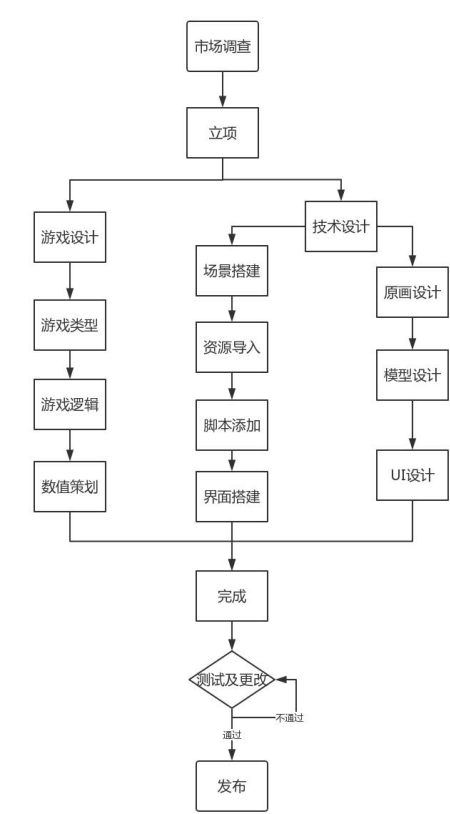 市场调查
立项
游戏设计
技术设计
场景搭建
原画设计
游戏类型
资源导入
模型设计
游戏逻辑
脚本添加
UI设计
数值策划
界面搭建
完成
测试及更改
不通过
通过
发布